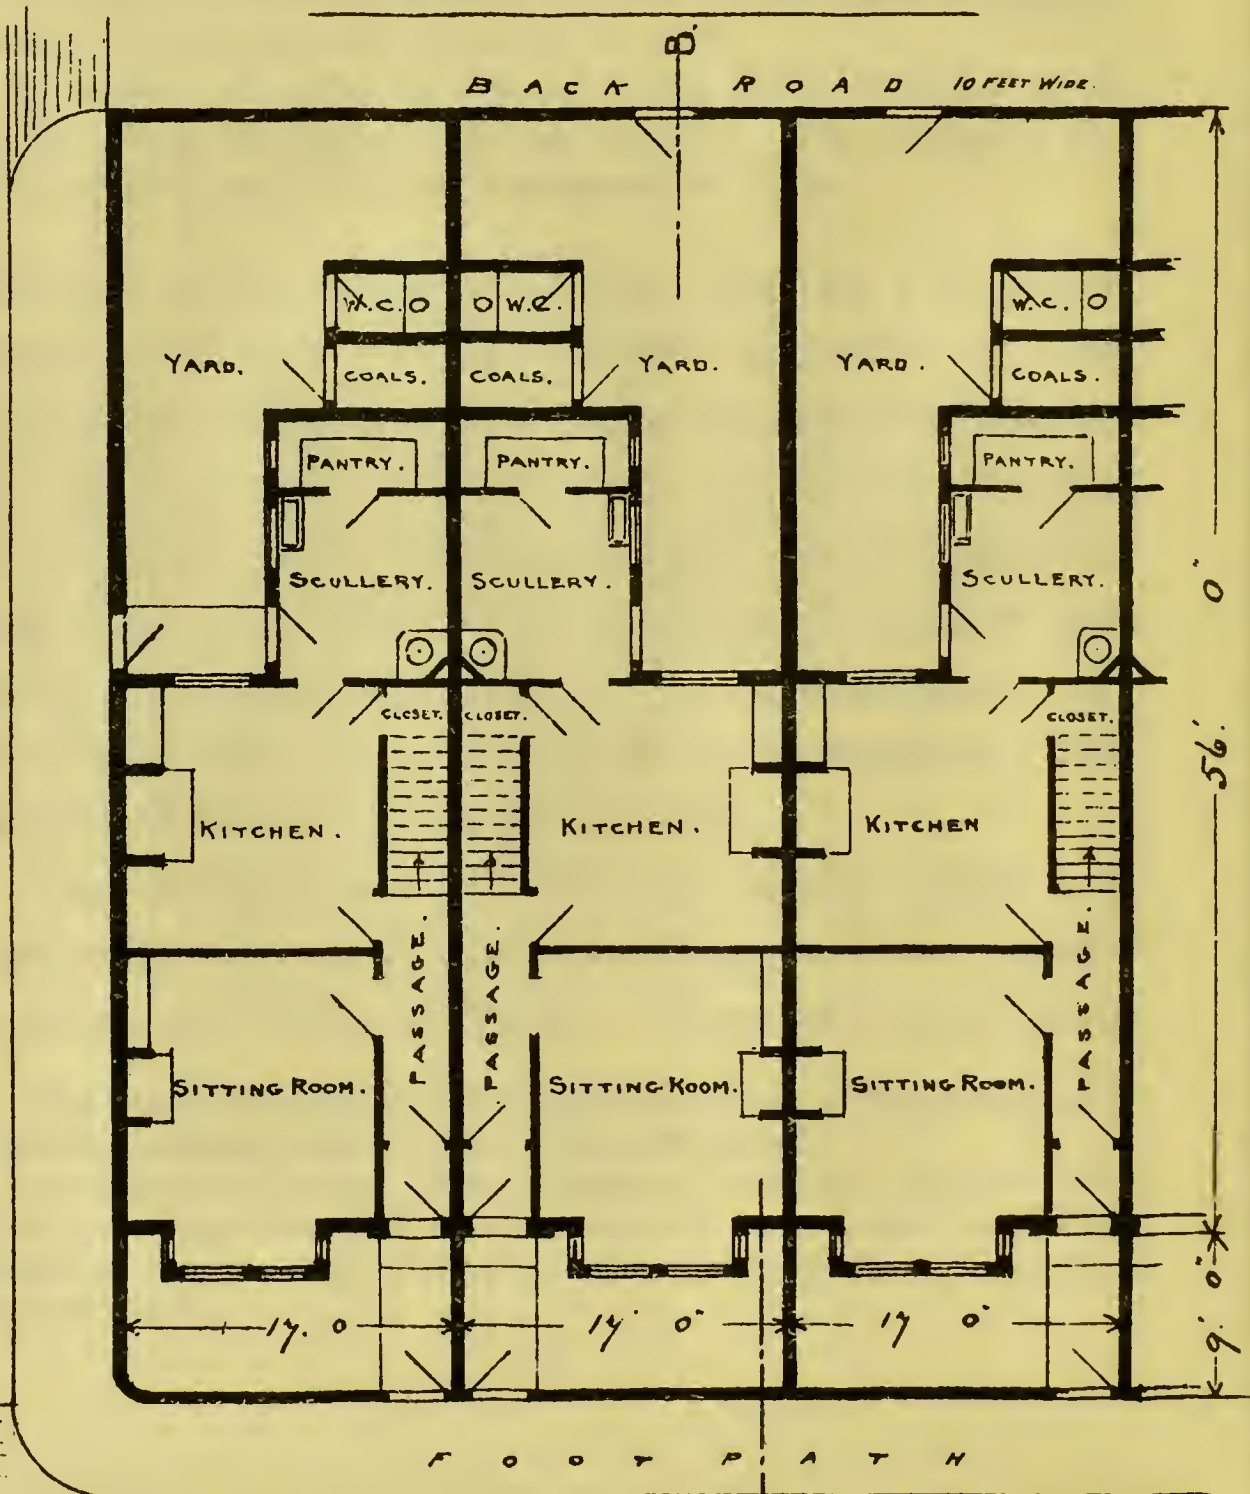 B'
BACK ROAD 10 FEET WIDE.
W.C. O O W.C. W.C. O
YARD. COALS. COALS. YARD. YARD. COALS.
PANTRY. PANTRY. PANTRY.
SCULLERY. SCULLERY. SCULLERY.
0"
CLOSET. CLOSET. CLOSET.
56'.
KITCHEN. KITCHEN. KITCHEN
PASSAGE. PASSAGE. PASSAGE.
SITTING ROOM. SITTING ROOM. SITTING ROOM.
17. 0 17' 0" 17 0"
9'. 0"
FOOTPATH